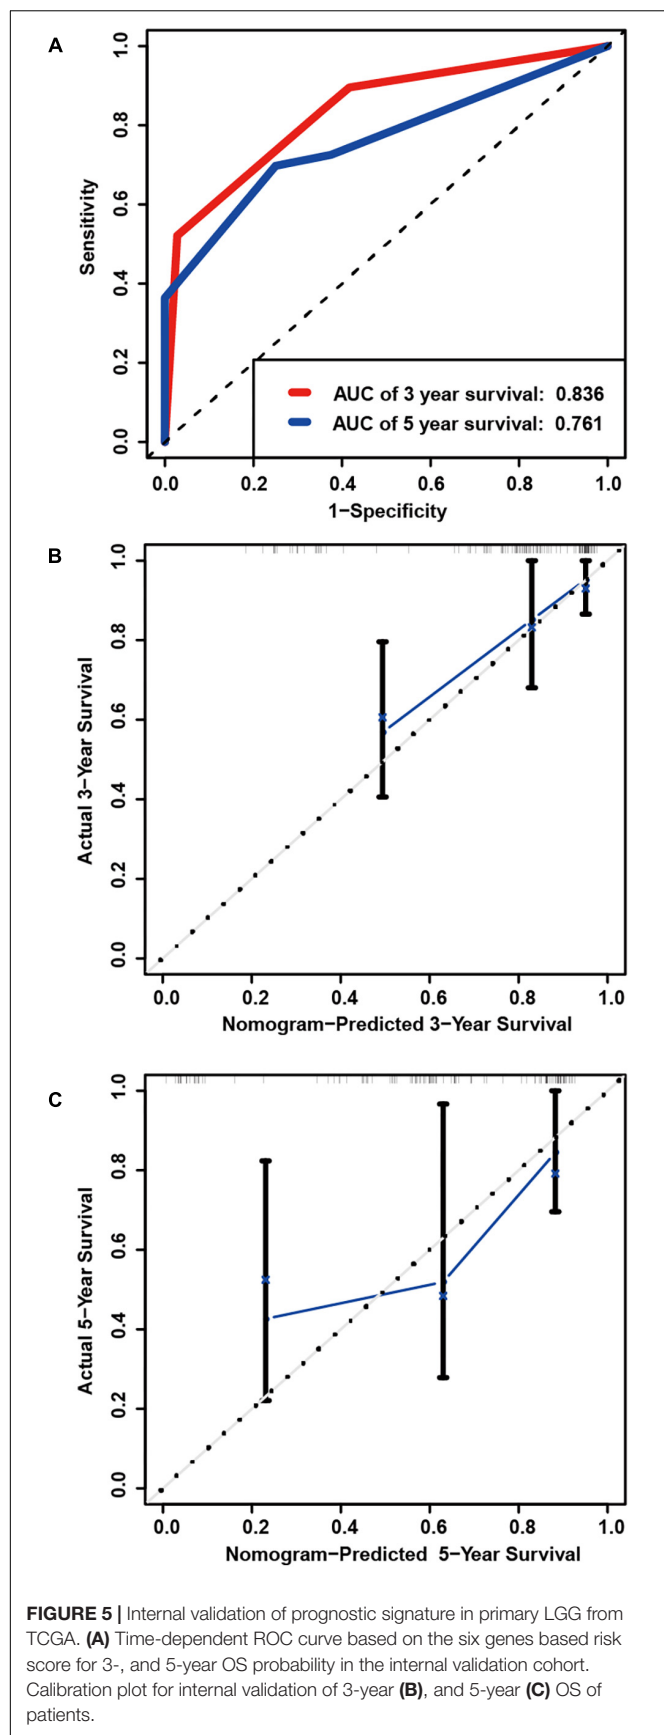 A
1.0
0.8
0.6
0.4
0.2
0.0
Sensitivity
AUC of 3 year survival: 0.836
AUC of 5 year survival: 0.761
0.0 0.2 0.4 0.6 0.8 1.0
1−Specificity
B
1.0
0.8
0.6
0.4
0.2
0.0
Actual 3−Year Survival
0.0 0.2 0.4 0.6 0.8 1.0
Nomogram−Predicted 3−Year Survival
C
1.0
0.8
0.6
0.4
0.2
0.0
Actual 5−Year Survival
0.0 0.2 0.4 0.6 0.8 1.0
Nomogram−Predicted 5−Year Survival
FIGURE 5 | Internal validation of prognostic signature in primary LGG from
TCGA. (A) Time-dependent ROC curve based on the six genes based risk
score for 3-, and 5-year OS probability in the internal validation cohort.
Calibration plot for internal validation of 3-year (B), and 5-year (C) OS of
patients.